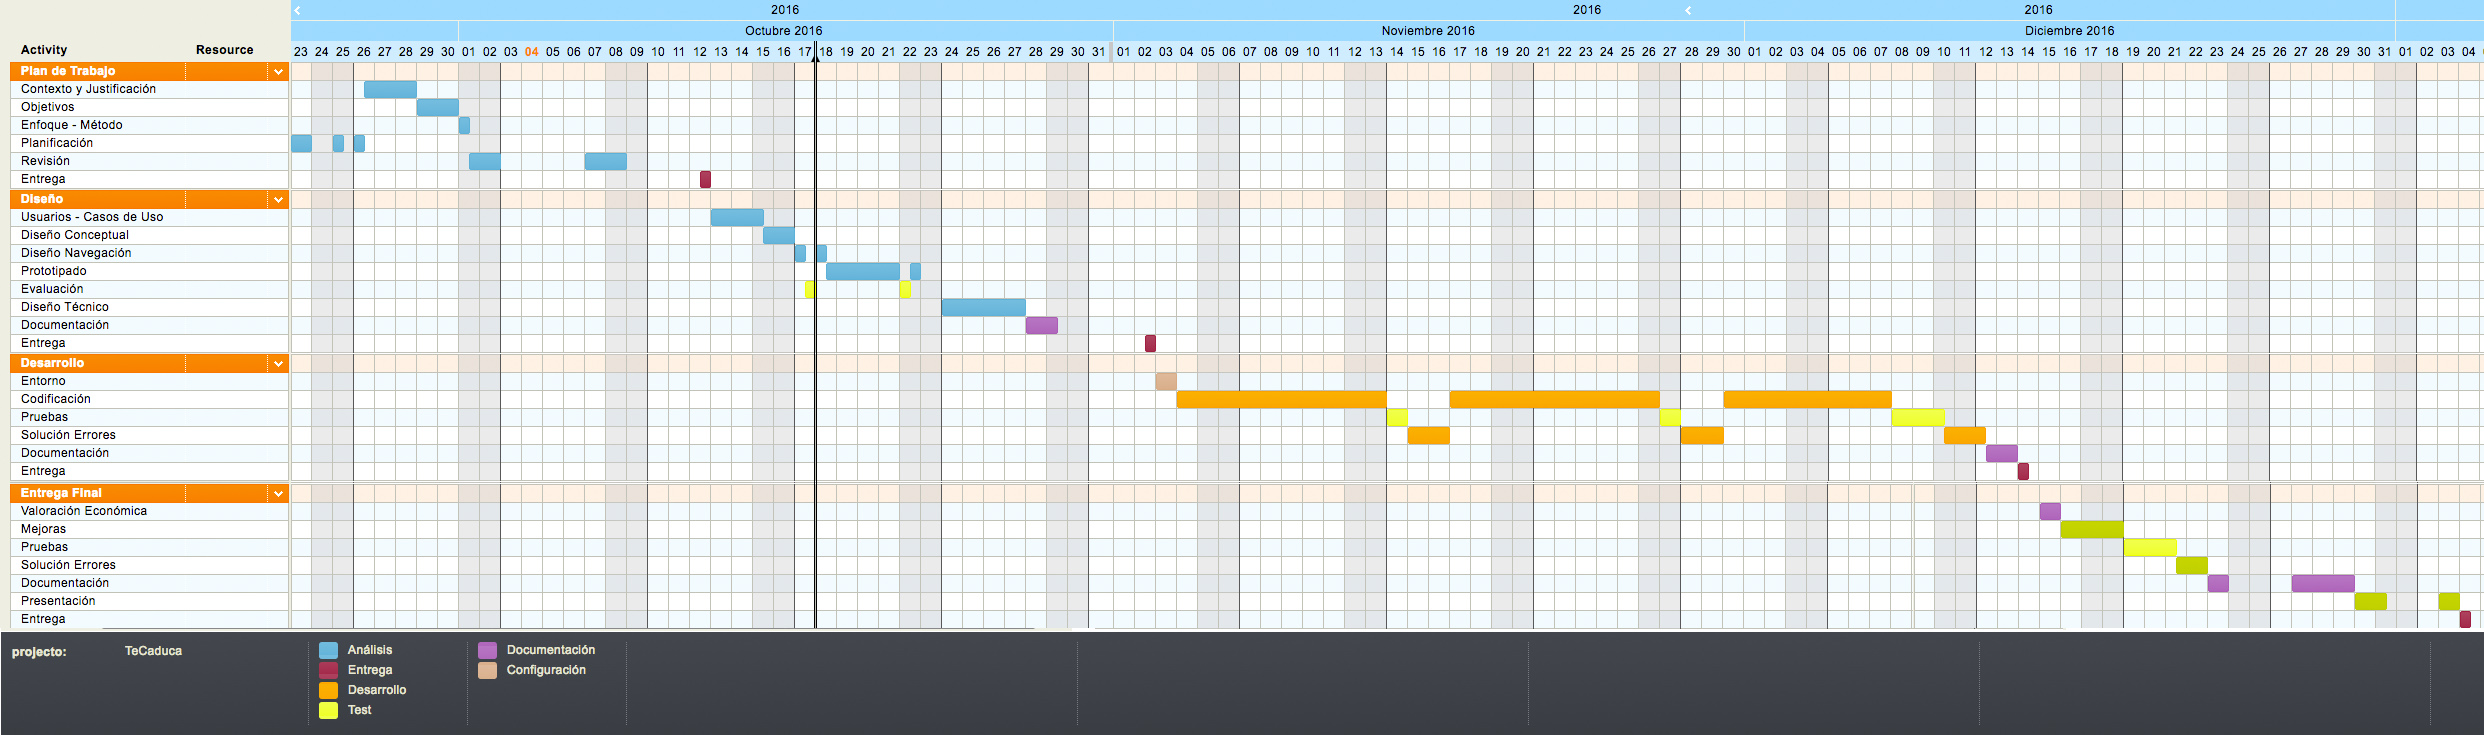 2016 2016 2016
Octubre 2016 Noviembre 2016 Diciembre 2016
Activity Resource 23 24 25 26 27 28 29 30 01 02 03 04 05 06 07 08 09 10 11 12 13 14 15 16 17 18 19 20 21 22 23 24 25 26 27 28 29 30 31 01 02 03 04 05 06 07 08 09 10 11 12 13 14 15 16 17 18 19 20 21 22 23 24 25 26 27 28 29 30 01 02 03 04 05 06 07 08 09 10 11 12 13 14 15 16 17 18 19 20 21 22 23 24 25 26 27 28 29 30 31 01 02 03 04
Plan de Trabajo
Contexto y Justificación
Objetivos
Enfoque - Método
Planificación
Revisión
Entrega
Diseño
Usuarios - Casos de Uso
Diseño Conceptual
Diseño Navegación
Prototipado
Evaluación
Diseño Técnico
Documentación
Entrega
Desarrollo
Entorno
Codificación
Pruebas
Solución Errores
Documentación
Entrega
Entrega Final
Valoración Económica
Mejoras
Pruebas
Solución Errores
Documentación
Presentación
Entrega
projecto: TeCaduca Análisis Documentación
Entrega Configuración
Desarrollo
Test